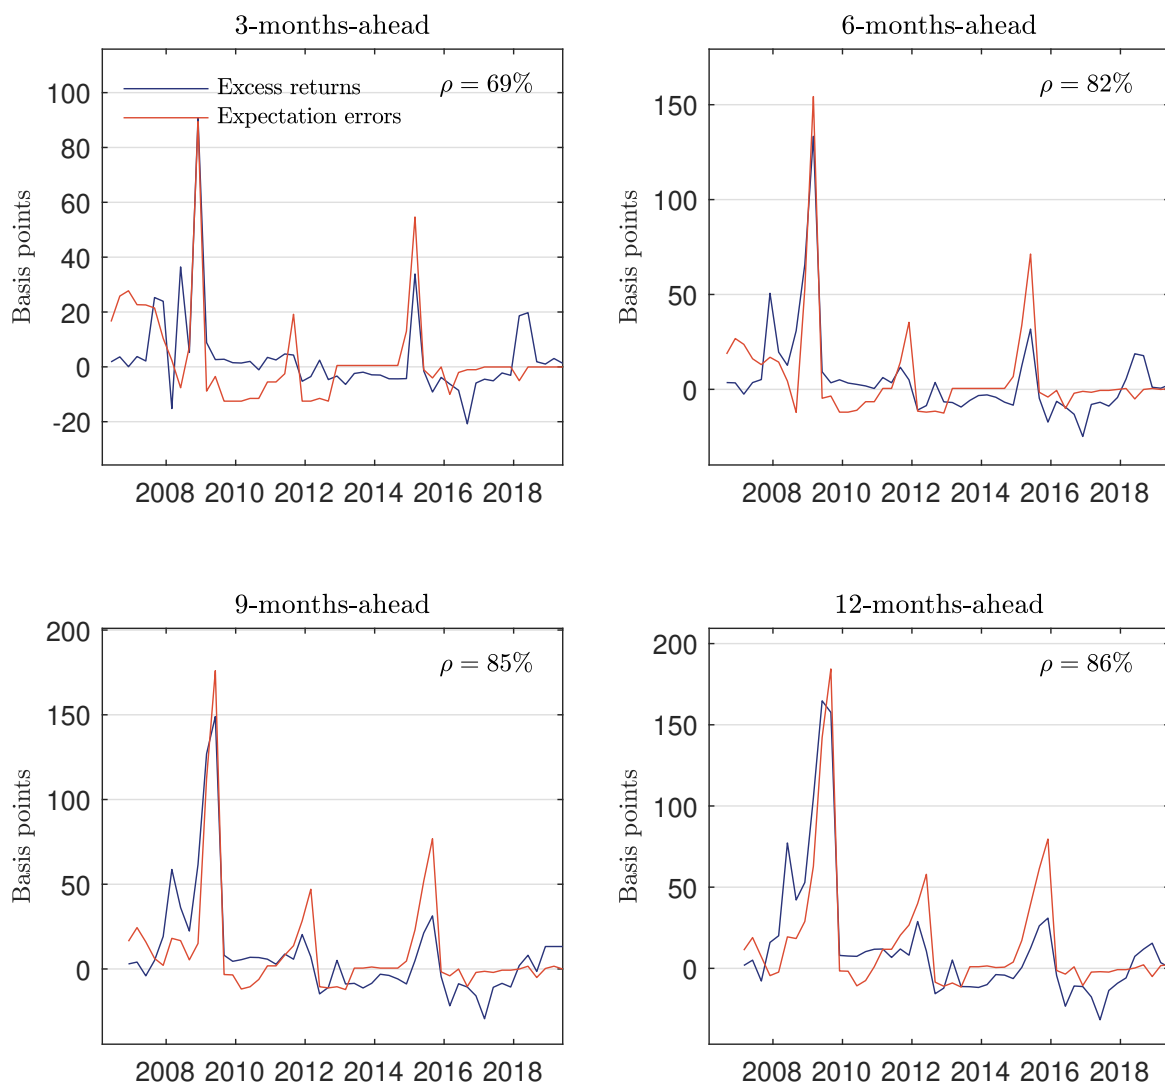 3-months-ahead
Excess returns
Expectation errors
ρ = 69%
Basis points
100
80
60
40
20
0
-20
2008 2010 2012 2014 2016 2018
6-months-ahead
ρ = 82%
Basis points
150
100
50
0
2008 2010 2012 2014 2016 2018
9-months-ahead
ρ = 85%
Basis points
200
150
100
50
0
2008 2010 2012 2014 2016 2018
12-months-ahead
ρ = 86%
Basis points
200
150
100
50
0
2008 2010 2012 2014 2016 2018